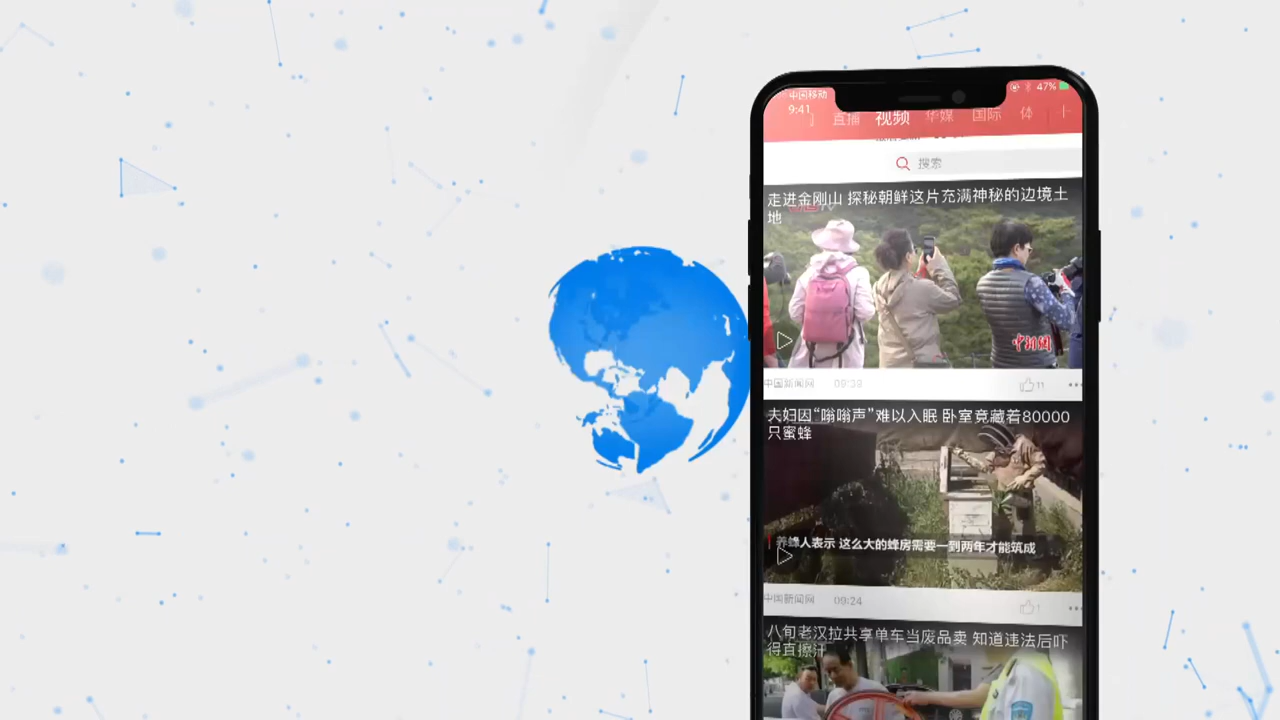 中国移动
9:41
47%
直播 视频 华媒 国际 体
搜索
走进金刚山 探秘朝鲜这片充满神秘的边境土
地
中新网
中国新闻网 09:39 11
夫妇因“嗡嗡声”难以入眠 卧室竟藏着80000
只蜜蜂
养蜂人表示 这么大的蜂房需要一到两年才能筑成
中国新闻网 09:24 1
八旬老汉拉共享单车当废品卖 知道违法后吓
得直擦汗